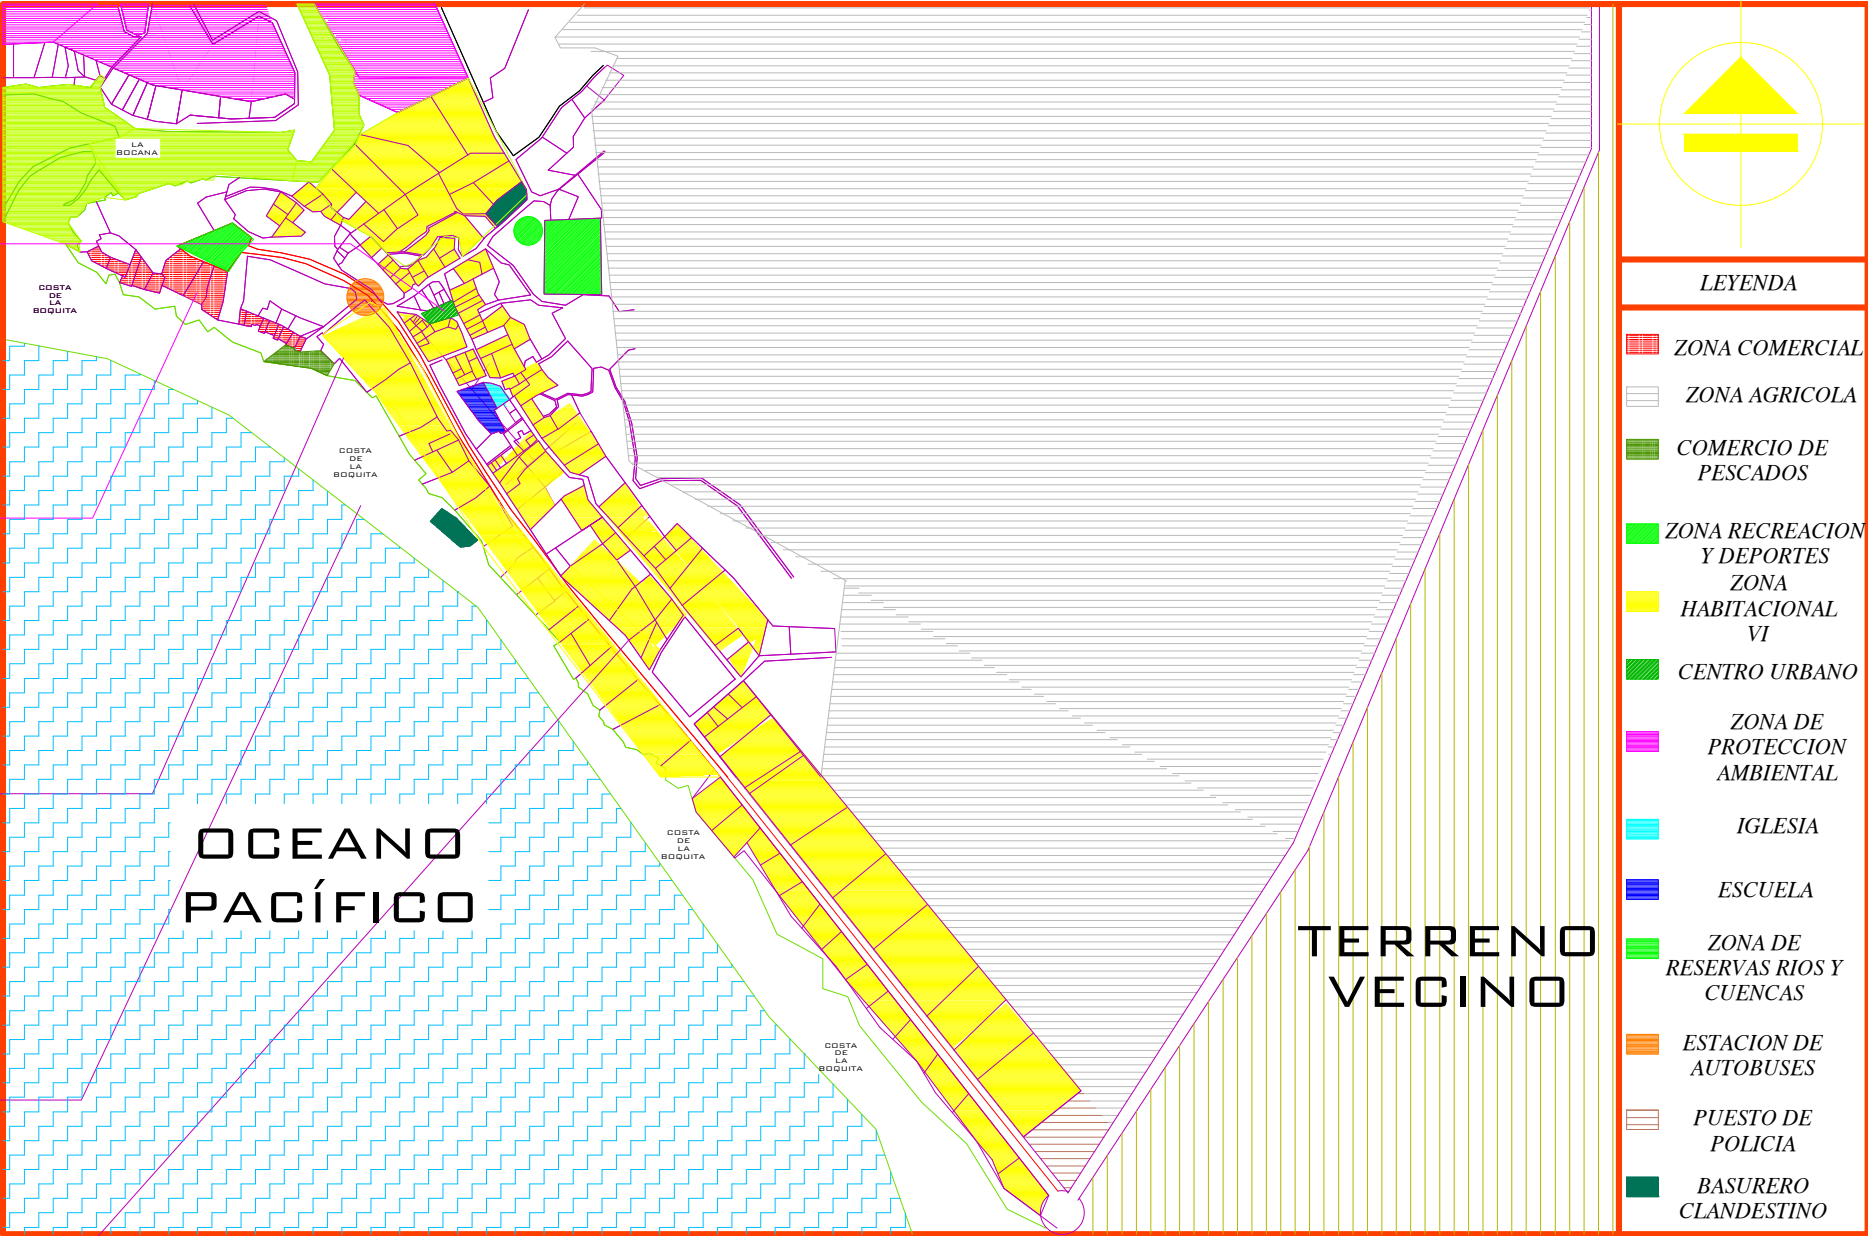 LA
BOCANA
COSTA
DE
LA
BOQUITA
COSTA
DE
LA
BOQUITA
OCEANO
PACÍFICO
COSTA
DE
LA
BOQUITA
COSTA
DE
LA
BOQUITA
TERRENO
VECINO
LEYENDA
ZONA COMERCIAL
ZONA AGRICOLA
COMERCIO DE
PESCADOS
ZONA RECREACION
Y DEPORTES
ZONA
HABITACIONAL
VI
CENTRO URBANO
ZONA DE
PROTECCION
AMBIENTAL
IGLESIA
ESCUELA
ZONA DE
RESERVAS RIOS Y
CUENCAS
ESTACION DE
AUTOBUSES
PUESTO DE
POLICIA
BASURERO
CLANDESTINO